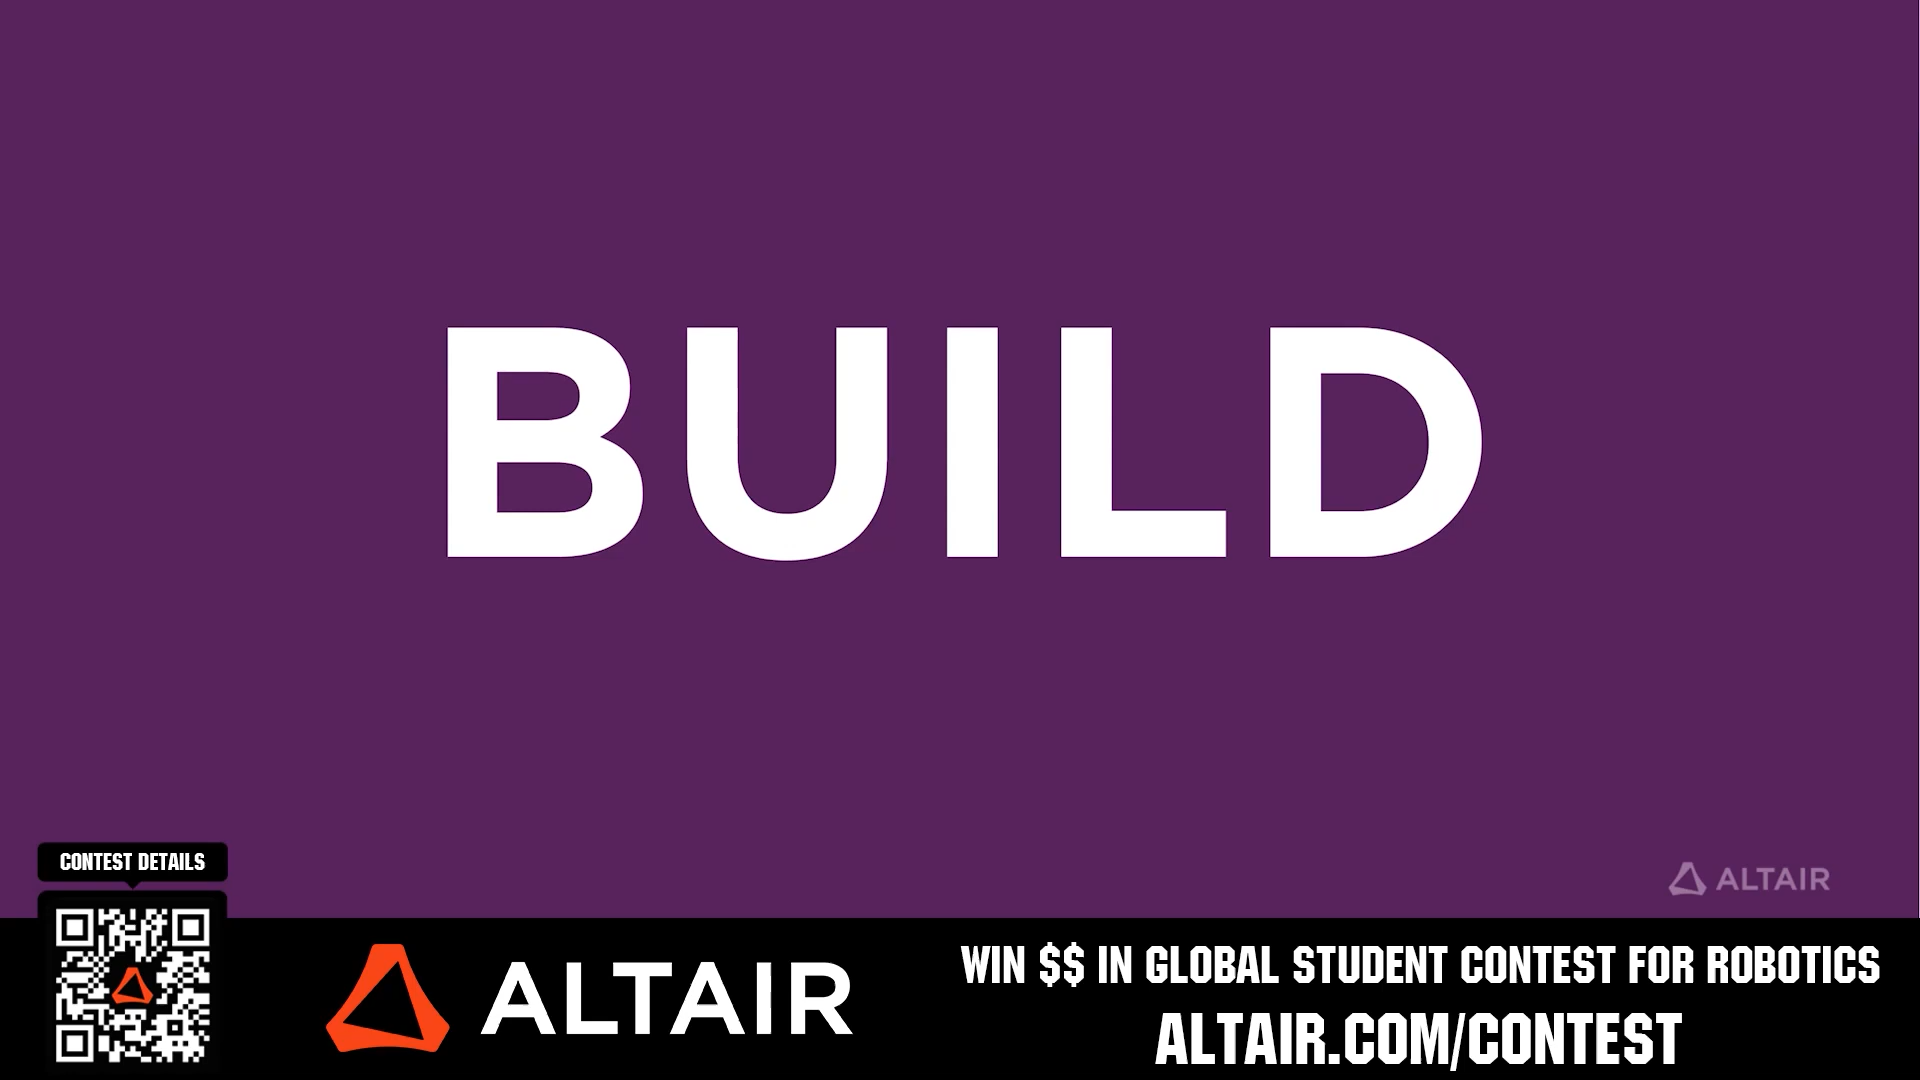 BUILD
CONTEST DETAILS
ALTAIR
ALTAIR
WIN $$ IN GLOBAL STUDENT CONTEST FOR ROBOTICS
ALTAIR.COM/CONTEST